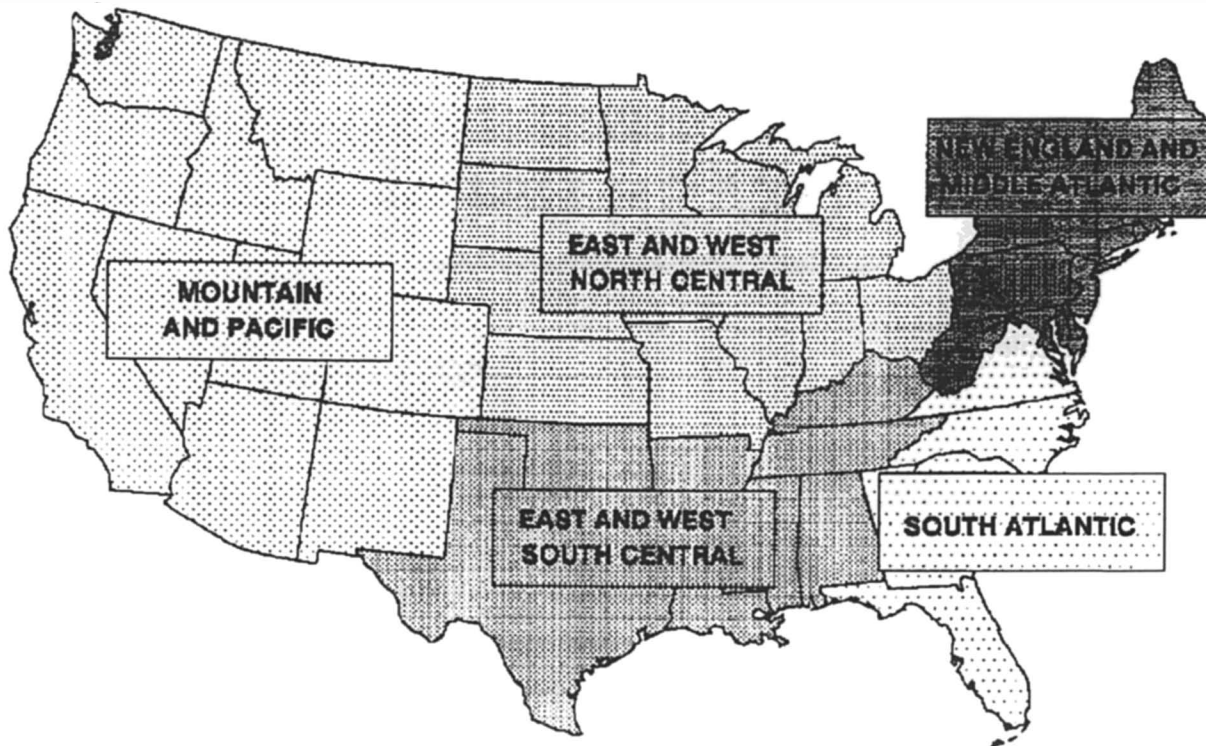 NEW ENGLAND AND
MIDDLE ATLANTIC
EAST AND WEST
NORTH CENTRAL
MOUNTAIN
AND PACIFIC
EAST AND WEST
SOUTH CENTRAL
SOUTH ATLANTIC